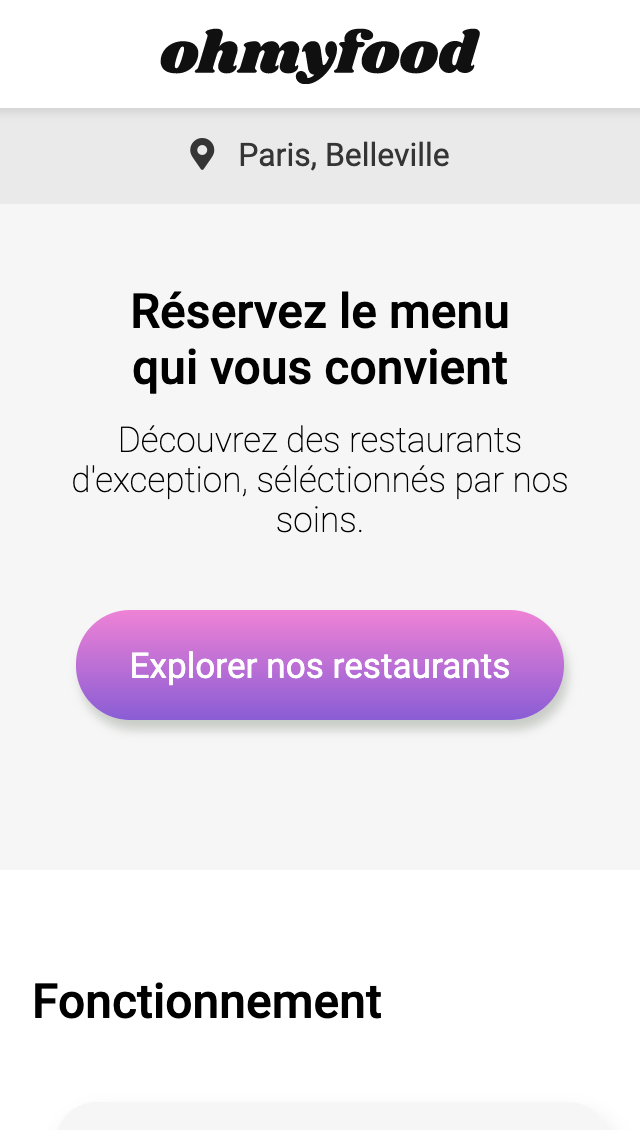 ohmyfood
Paris, Belleville
Réservez le menu
qui vous convient
Découvrez des restaurants
d'exception, séléctionnés par nos
soins.
Explorer nos restaurants
Fonctionnement